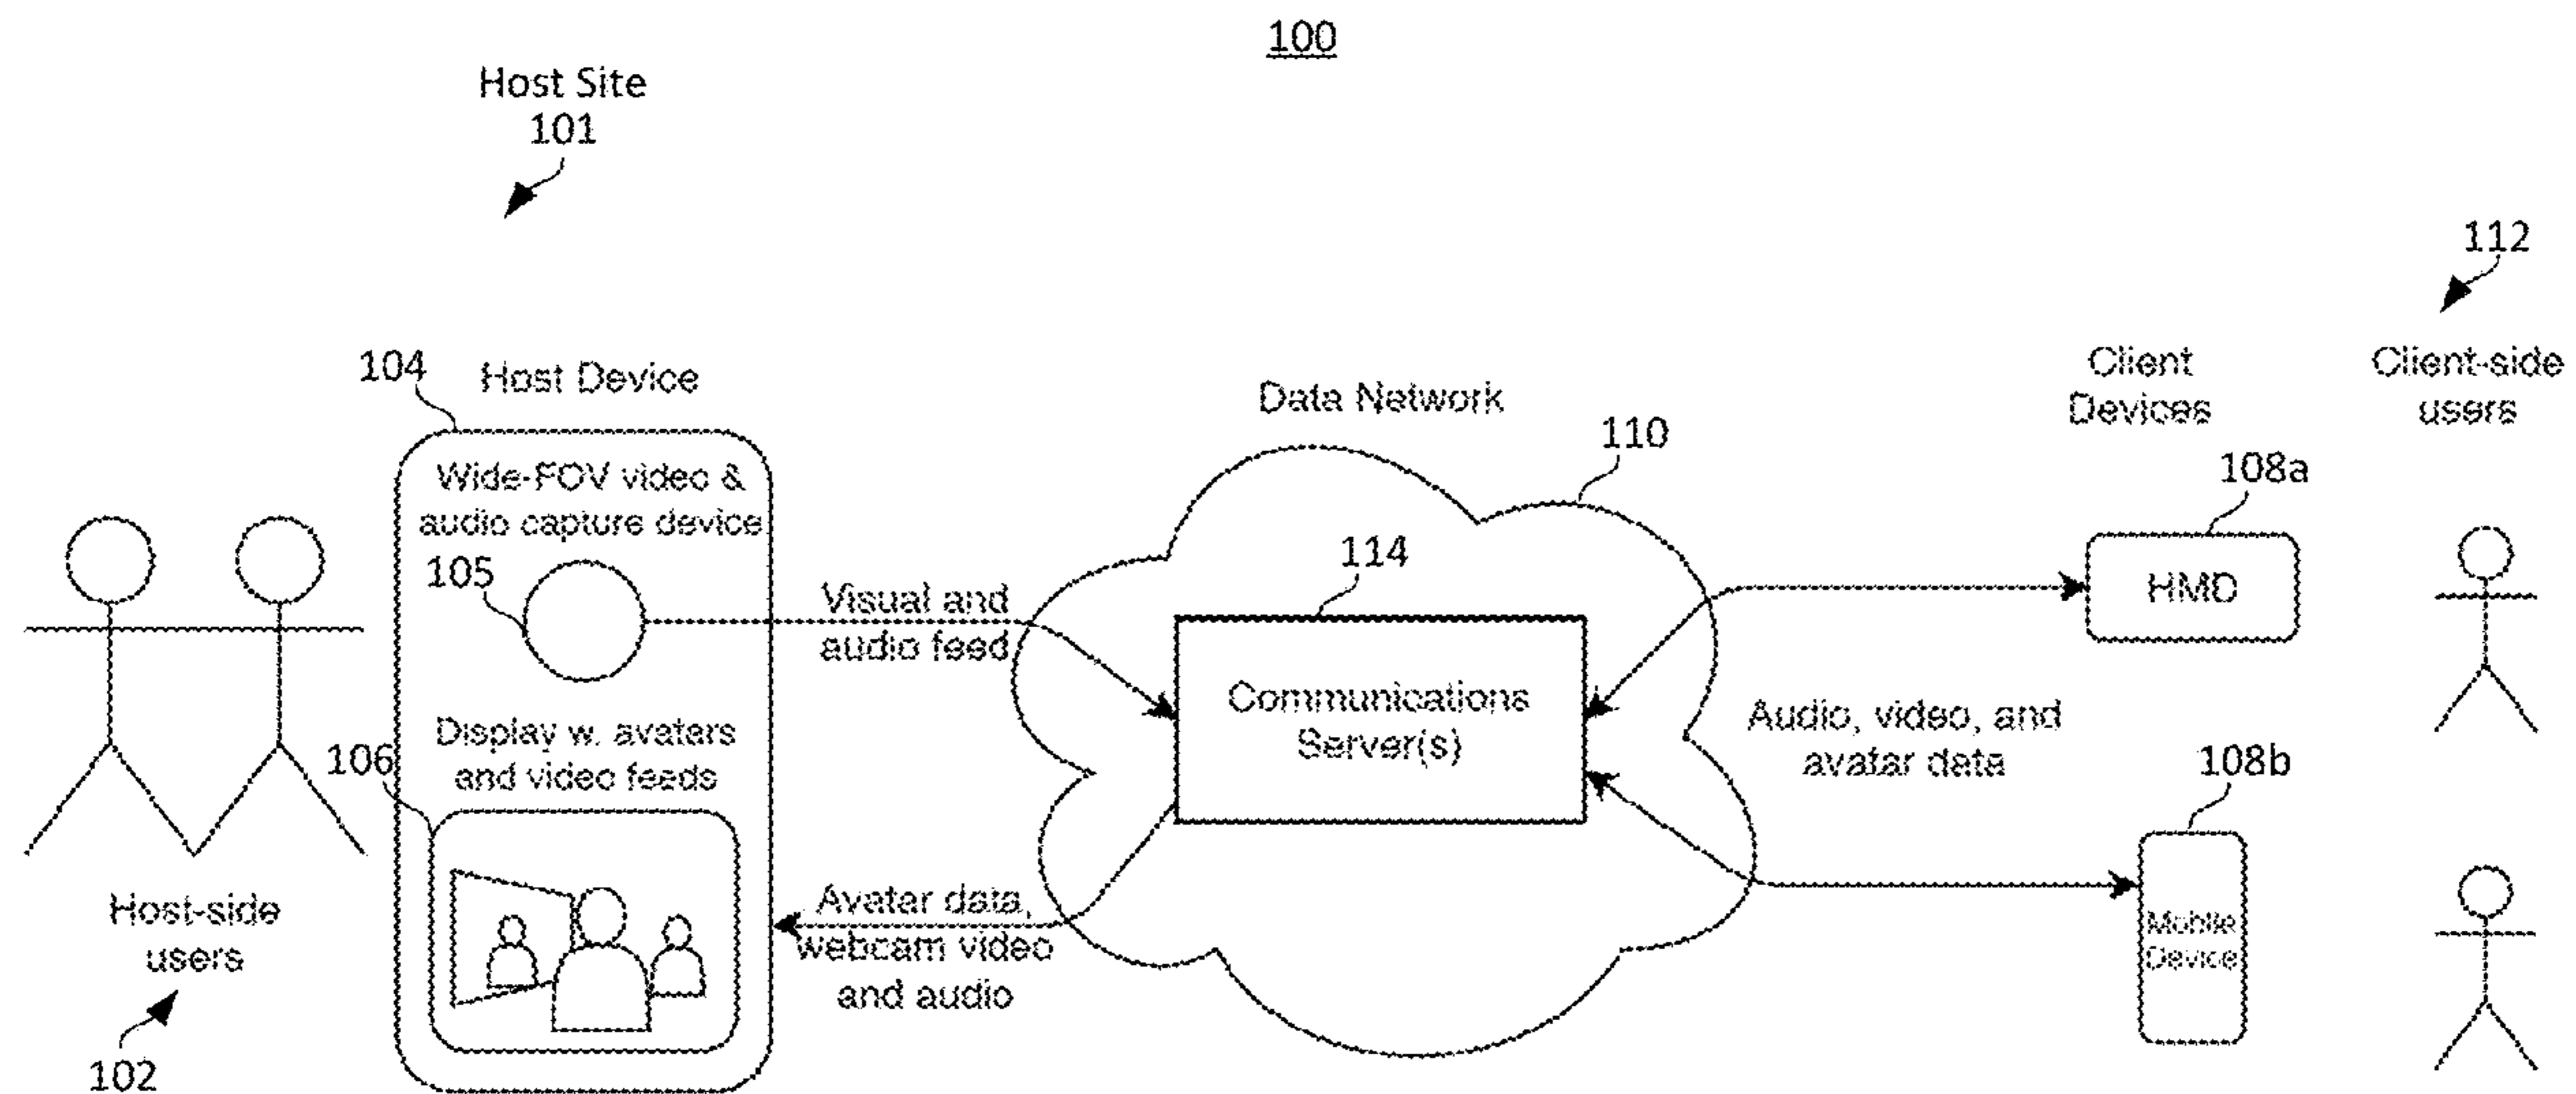 100
Host Site
101
112
104
Host Device
Data Network
110
Client
Devices
Client-side
users
Wide-FOV video &
audio capture device
105
108a
HMD
114
Visual and
audio feed
Communications
Server(s)
Audio, video, and
avatar data
Display w. avatars
and video feeds
106
108b
Mobile
Device
Host-side
users
102
Avatar data,
webcam video
and audio